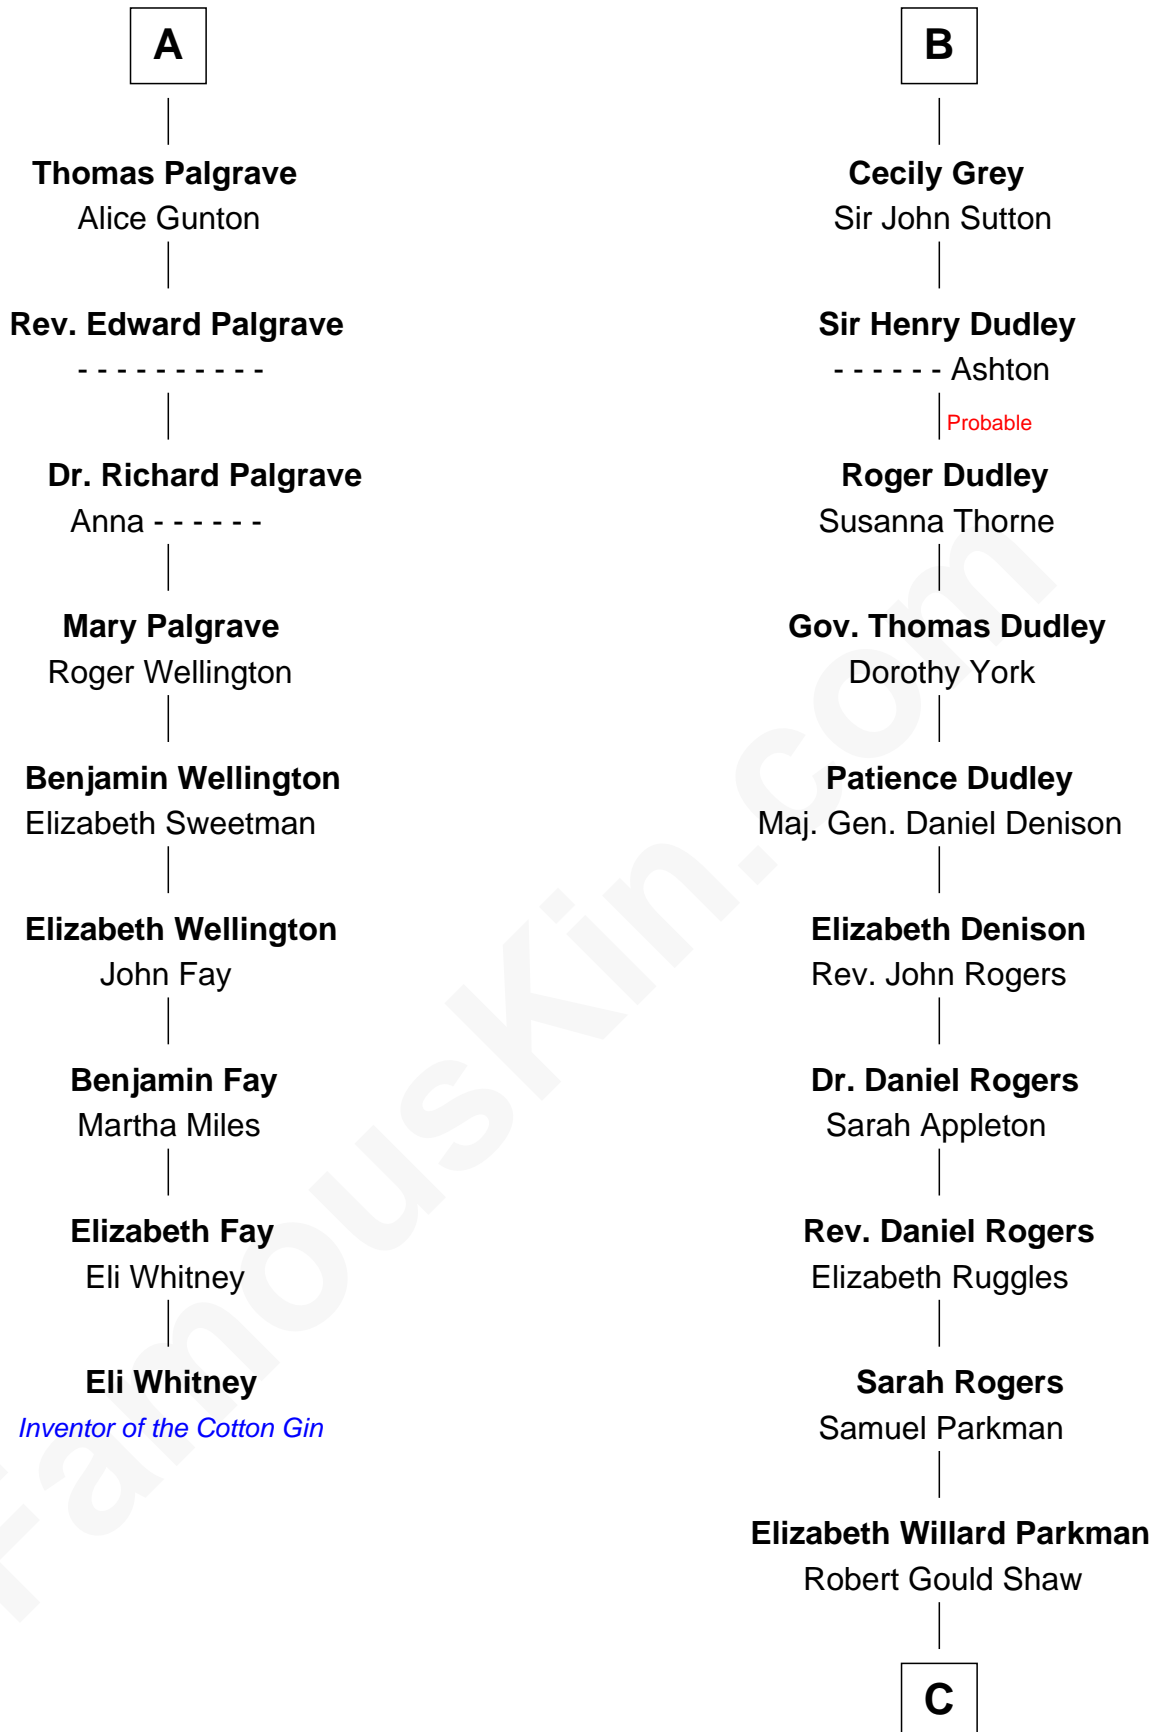 A
Thomas Palgrave
Alice Gunton
Rev. Edward Palgrave
- - - - - - - - - -
Dr. Richard Palgrave
Anna - - - - - -
Mary Palgrave
Roger Wellington
Benjamin Wellington
Elizabeth Sweetman
Elizabeth Wellington
John Fay
Benjamin Fay
Martha Miles
Elizabeth Fay
Eli Whitney
Eli Whitney
Inventor of the Cotton Gin
B
Cecily Grey
Sir John Sutton
Sir Henry Dudley
- - - - - - Ashton
Probable
Roger Dudley
Susanna Thorne
Gov. Thomas Dudley
Dorothy York
Patience Dudley
Maj. Gen. Daniel Denison
Elizabeth Denison
Rev. John Rogers
Dr. Daniel Rogers
Sarah Appleton
Rev. Daniel Rogers
Elizabeth Ruggles
Sarah Rogers
Samuel Parkman
Elizabeth Willard Parkman
Robert Gould Shaw
C
FamousKin.com